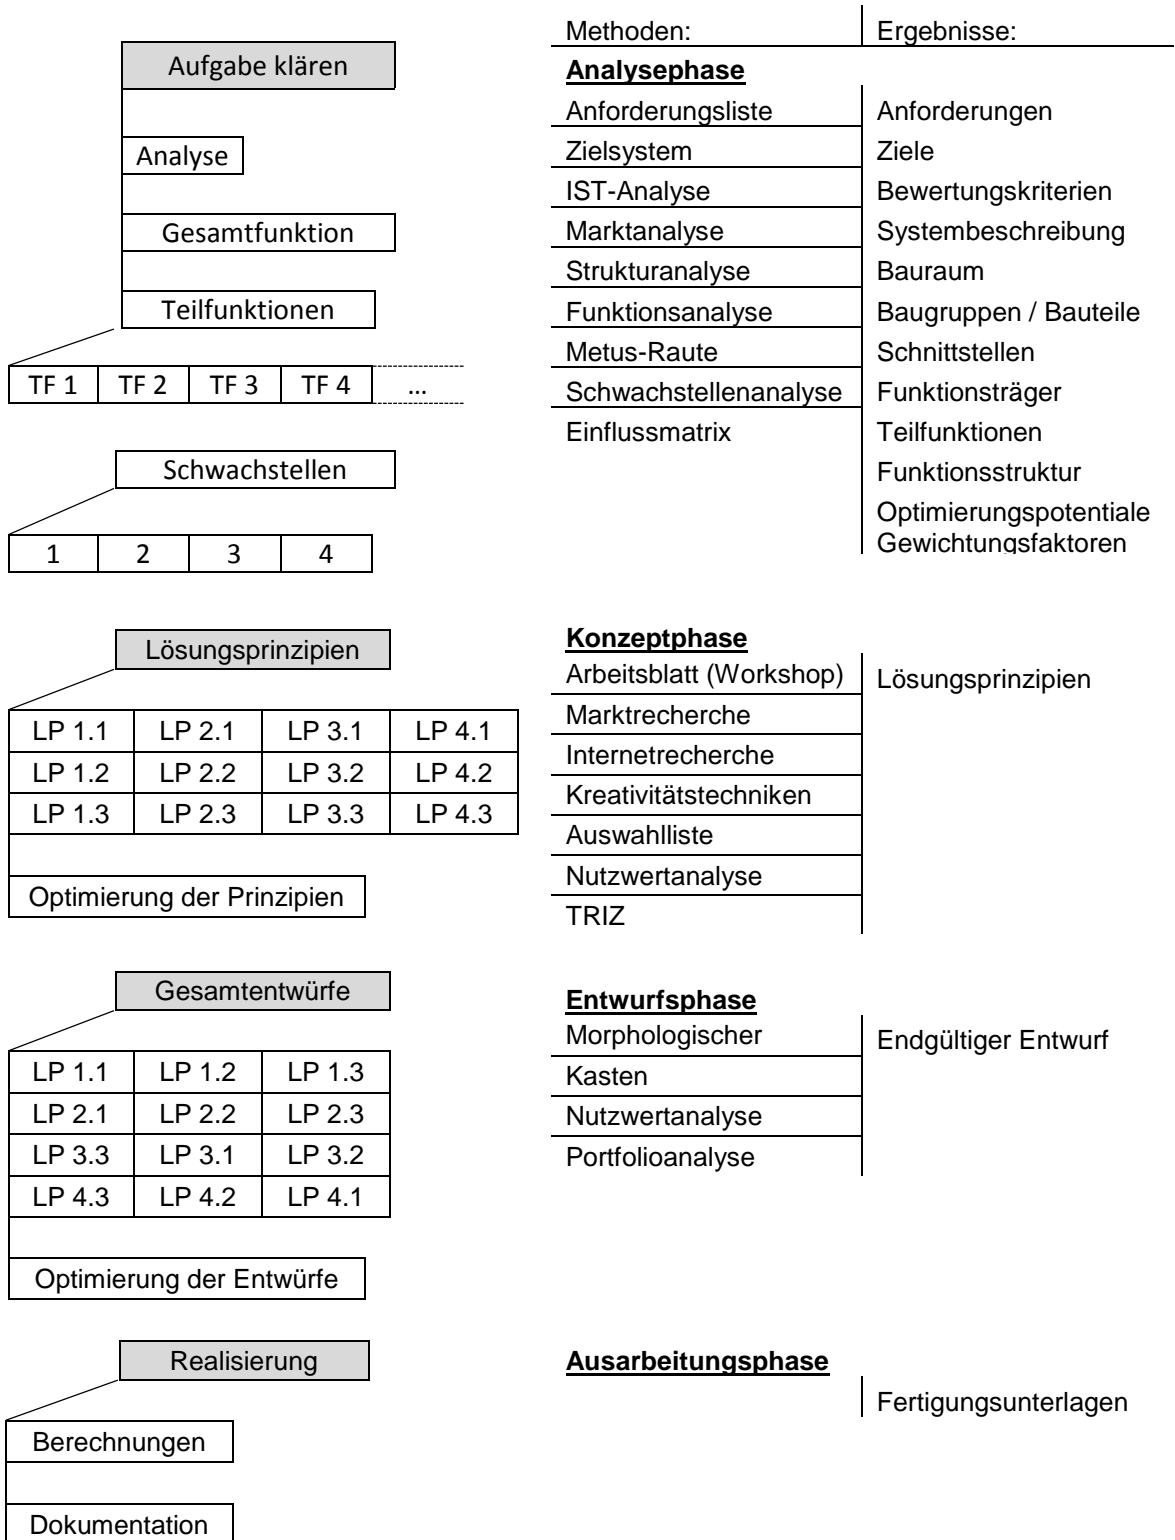 Methoden: Ergebnisse:
Aufgabe klären
Analyse
Gesamtfunktion
Teilfunktionen
TF 1 TF 2 TF 3 TF 4 ...
Schwachstellen
1 2 3 4
Analysephase
Anforderungsliste Anforderungen
Zielsystem Ziele
IST-Analyse Bewertungskriterien
Marktanalyse Systembeschreibung
Strukturanalyse Bauraum
Funktionsanalyse Baugruppen / Bauteile
Metus-Raute Schnittstellen
Schwachstellenanalyse Funktionsträger
Einflussmatrix Teilfunktionen
Funktionsstruktur
Optimierungspotentiale
Gewichtungsfaktoren
Lösungsprinzipien
LP 1.1 LP 2.1 LP 3.1 LP 4.1
LP 1.2 LP 2.2 LP 3.2 LP 4.2
LP 1.3 LP 2.3 LP 3.3 LP 4.3
Optimierung der Prinzipien
Konzeptphase
Arbeitsblatt (Workshop) Lösungsprinzipien
Marktrecherche
Internetrecherche
Kreativitätstechniken
Auswahlliste
Nutzwertanalyse
TRIZ
Gesamtentwürfe
LP 1.1 LP 1.2 LP 1.3
LP 2.1 LP 2.2 LP 2.3
LP 3.3 LP 3.1 LP 3.2
LP 4.3 LP 4.2 LP 4.1
Optimierung der Entwürfe
Entwurfsphase
Morphologischer Endgültiger Entwurf
Kasten
Nutzwertanalyse
Portfolioanalyse
Realisierung
Berechnungen
Dokumentation
Ausarbeitungsphase
Fertigungsunterlagen